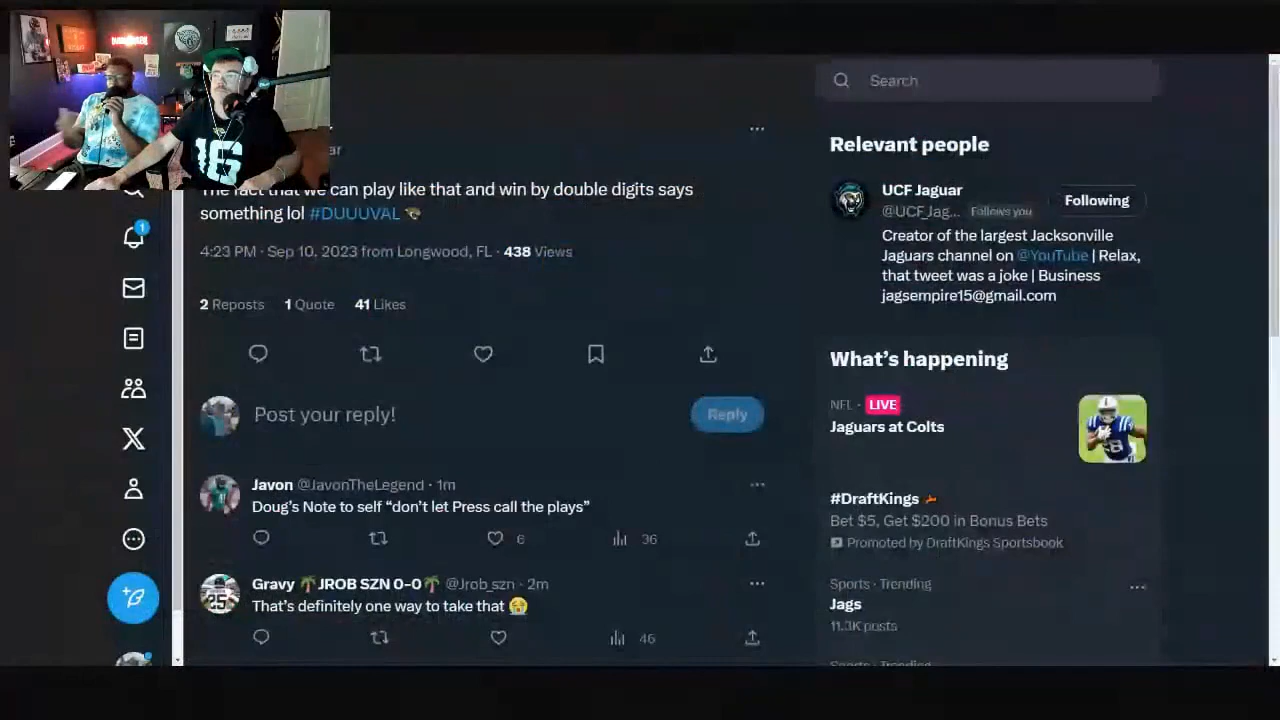 16
Search
Relevant people
UCF Jaguar
@UCF_Jag... Follows you
Following
Creator of the largest Jacksonville
Jaguars channel on @YouTube | Relax,
that tweet was a joke | Business
jagsempire15@gmail.com
ar
The fact that we can play like that and win by double digits says
something lol #DUUUVAL
4:23 PM · Sep 10, 2023 from Longwood, FL · 438 Views
2 Reposts 1 Quote 41 Likes
1
Post your reply!
Reply
Javon @JavonTheLegend · 1m
Doug's Note to self “don't let Press call the plays”
6 36
Gravy 🌴JROB SZN 0-0🌴 @Jrob_szn · 2m
That's definitely one way to take that 😭
46
What's happening
NFL · LIVE
Jaguars at Colts
#DraftKings
Bet $5, Get $200 in Bonus Bets
Promoted by DraftKings Sportsbook
Sports · Trending
Jags
11.3K posts
Sports · Trending